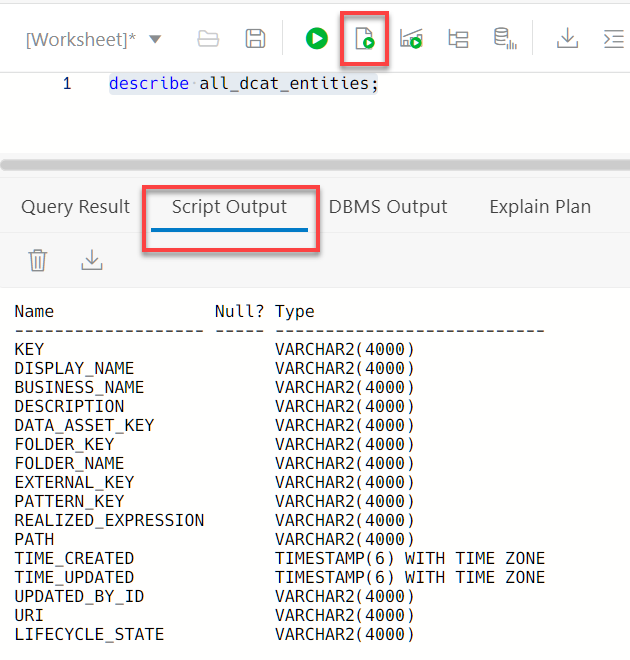 [Worksheet]*
1 describe all_dcat_entities;
Query Result Script Output DBMS Output Explain Plan
Name Null? Type
------------------- ----- ---------------------------
KEY VARCHAR2(4000)
DISPLAY_NAME VARCHAR2(4000)
BUSINESS_NAME VARCHAR2(4000)
DESCRIPTION VARCHAR2(4000)
DATA_ASSET_KEY VARCHAR2(4000)
FOLDER_KEY VARCHAR2(4000)
FOLDER_NAME VARCHAR2(4000)
EXTERNAL_KEY VARCHAR2(4000)
PATTERN_KEY VARCHAR2(4000)
REALIZED_EXPRESSION VARCHAR2(4000)
PATH VARCHAR2(4000)
TIME_CREATED TIMESTAMP(6) WITH TIME ZONE
TIME_UPDATED TIMESTAMP(6) WITH TIME ZONE
UPDATED_BY_ID VARCHAR2(4000)
URI VARCHAR2(4000)
LIFECYCLE_STATE VARCHAR2(4000)